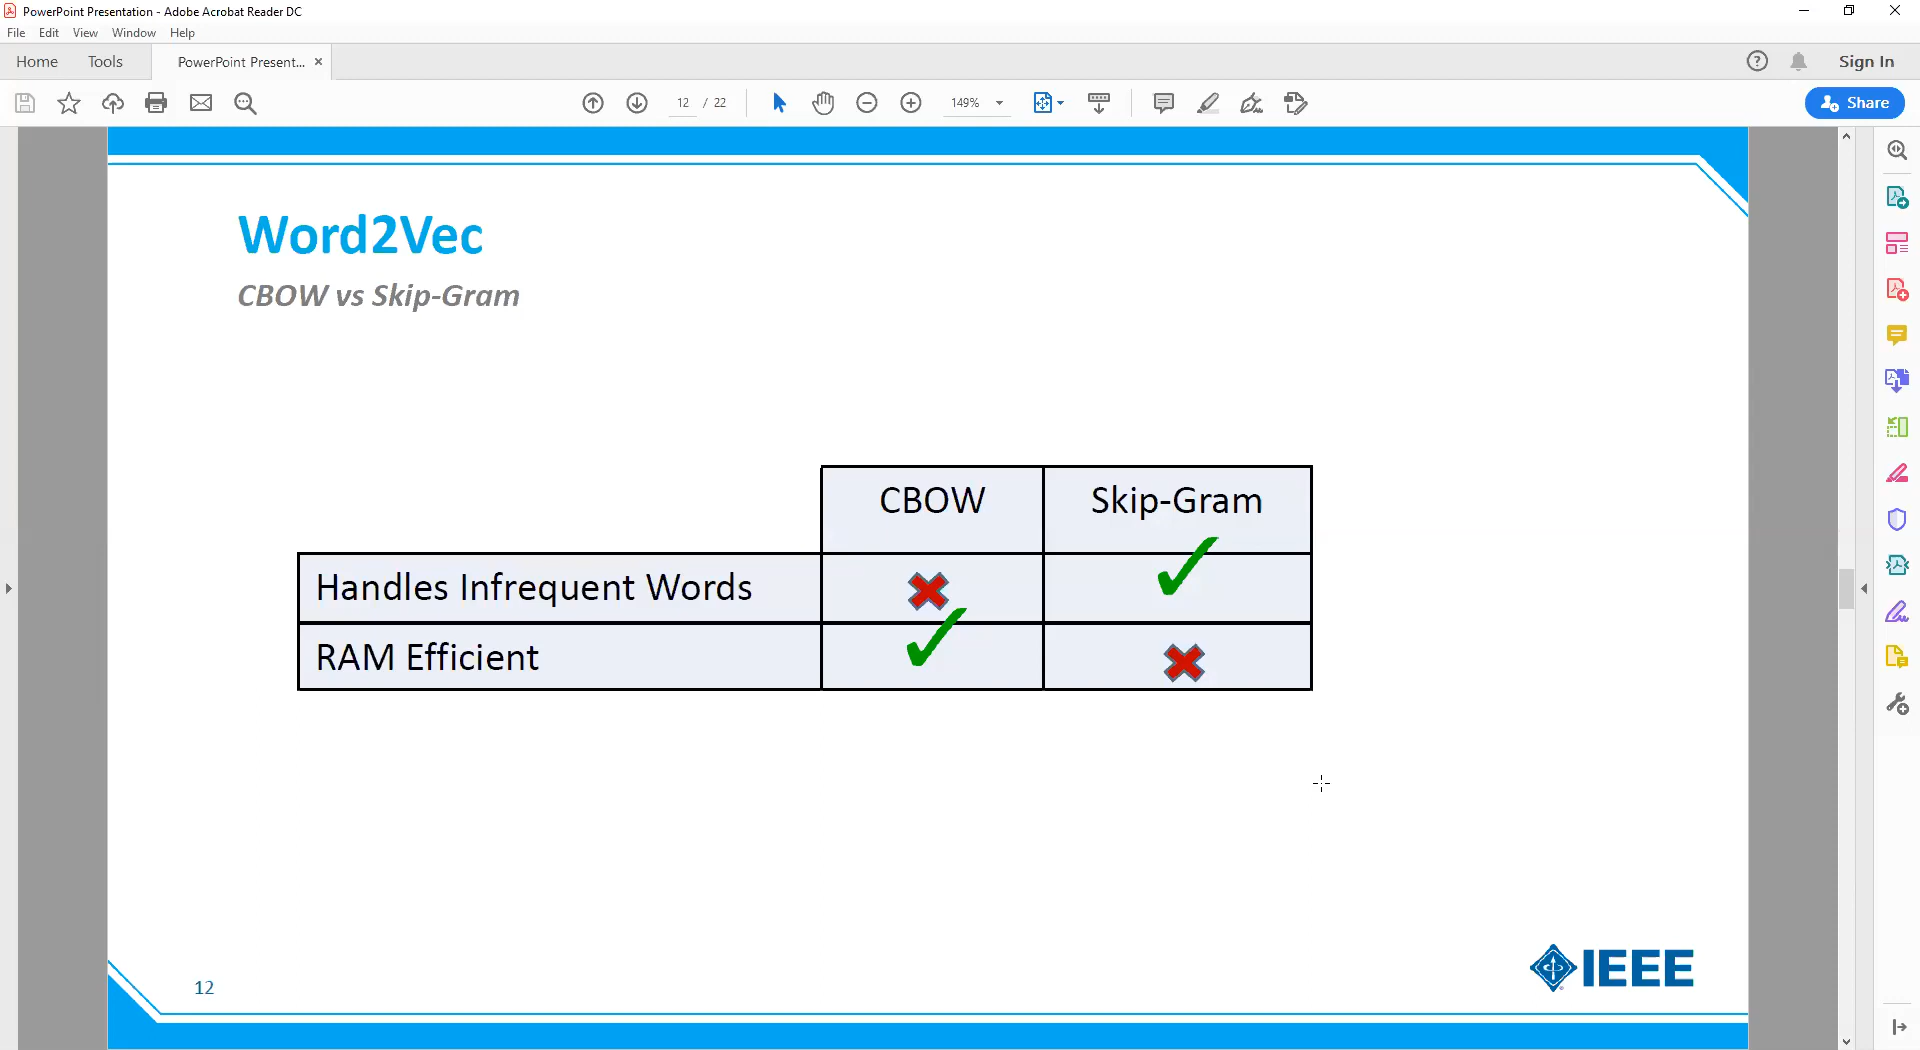 PowerPoint Presentation - Adobe Acrobat Reader DC
File Edit View Window Help
Home Tools PowerPoint Present... Sign In
12 / 22 149% Share
Word2Vec
CBOW vs Skip-Gram
CBOW Skip-Gram
Handles Infrequent Words
RAM Efficient
12
IEEE